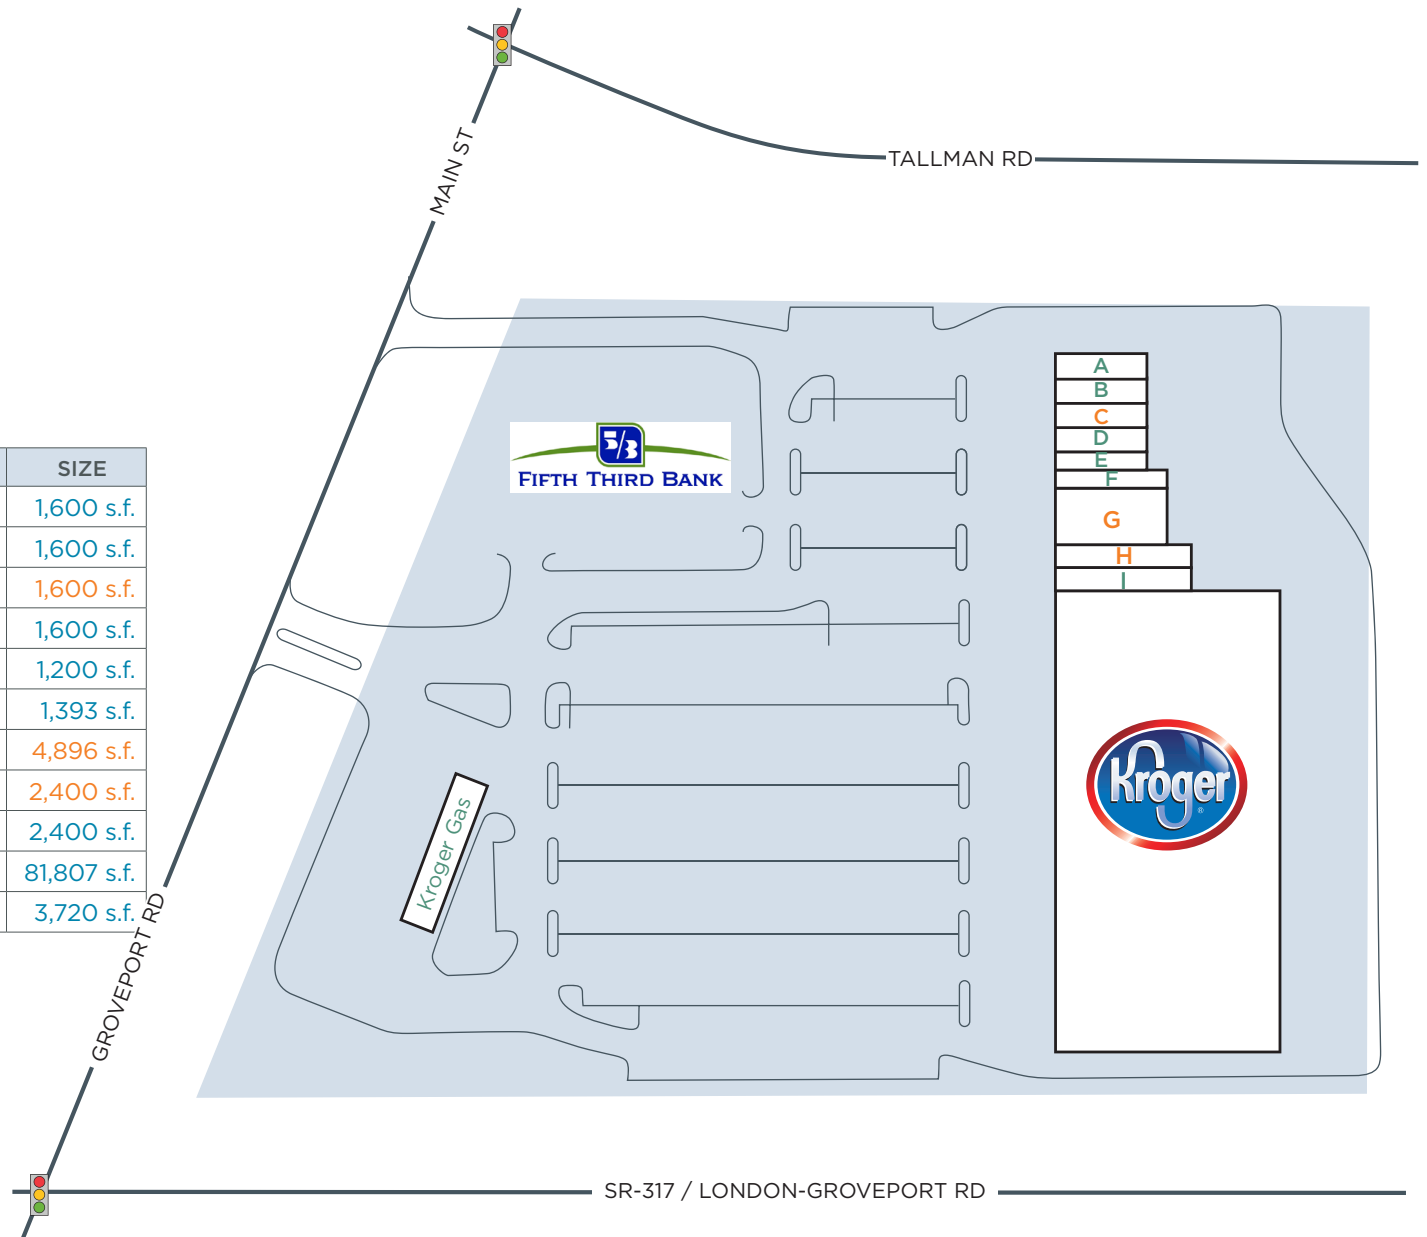 MAIN ST
TALLMAN RD
SIZE
1,600 s.f.
1,600 s.f.
1,600 s.f.
1,600 s.f.
1,200 s.f.
1,393 s.f.
4,896 s.f.
2,400 s.f.
2,400 s.f.
81,807 s.f.
3,720 s.f.
5/3
FIFTH THIRD BANK
A
B
C
D
E
F
G
H
I
Kroger
®
Kroger Gas
GROVEPORT RD
SR-317 / LONDON-GROVEPORT RD